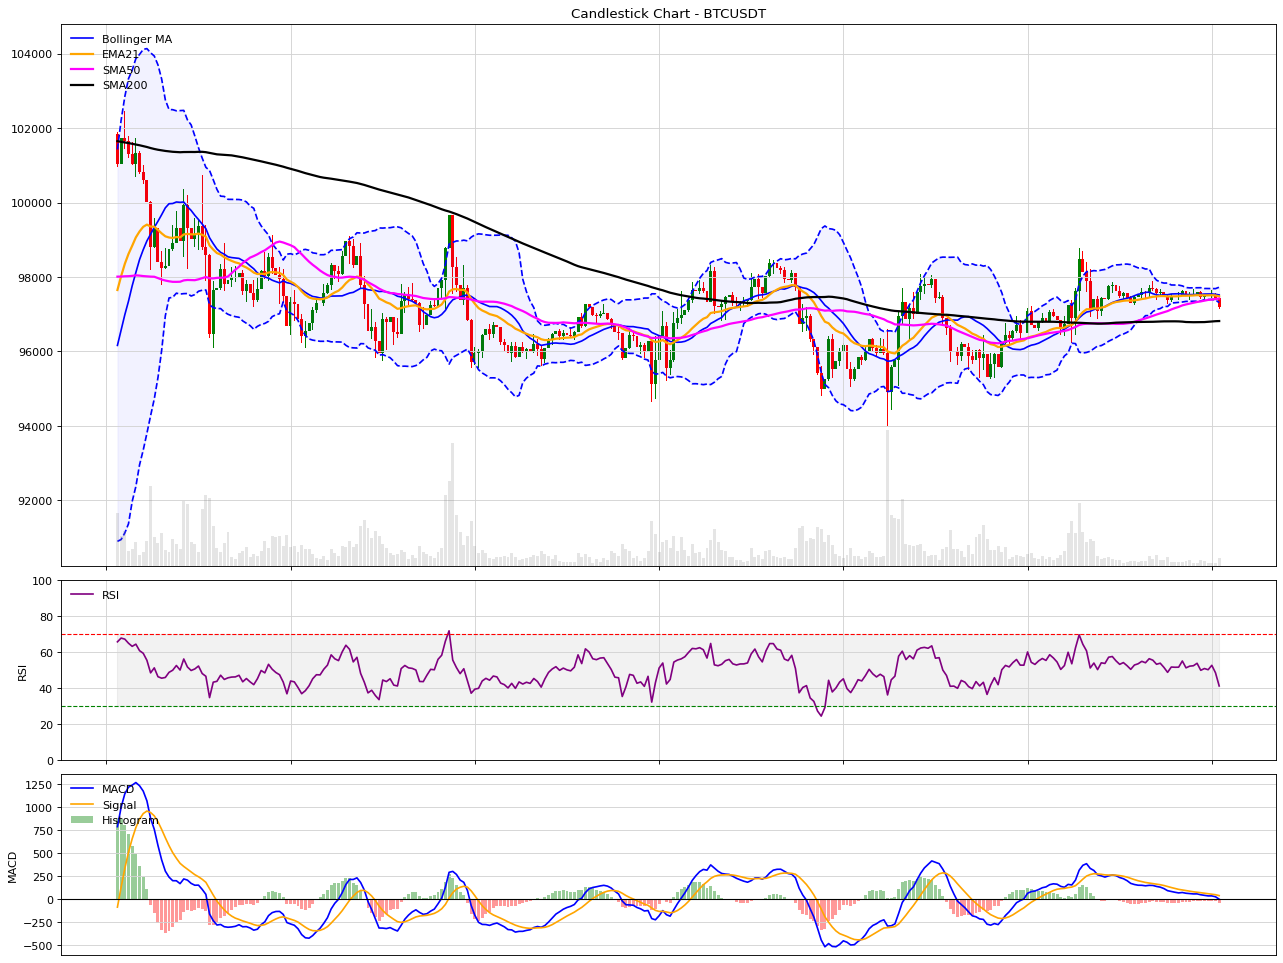 Candlestick Chart - BTCUSDT
Bollinger MA
EMA21
SMA50
SMA200
104000
102000
100000
98000
96000
94000
92000
RSI
100
80
60
40
20
0
RSI
MACD
Signal
Histogram
1250
1000
750
500
250
0
−250
−500
MACD